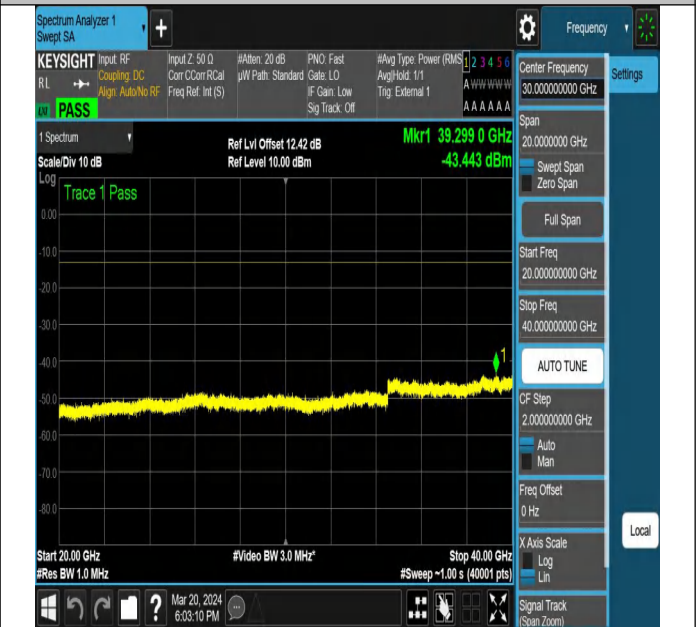 Spectrum Analyzer 1
Swept SA
+
Frequency
KEYSIGHT
RL
PASS
Input: RF
Coupling: DC
Align: Auto/No RF
Input Z: 50 Ω
Corr CCorr RCal
Freq Ref: Int (S)
#Atten: 20 dB
µW Path: Standard
PNO: Fast
Gate: LO
IF Gain: Low
Sig Track: Off
#Avg Type: Power (RMS)
Avg|Hold: 1/1
Trig: External 1
1 2 3 4 5 6
A W W W W W
A A A A A A
1 Spectrum
Scale/Div 10 dB
Log
Ref Lvl Offset 12.42 dB
Ref Level 10.00 dBm
Mkr1 39.299 0 GHz
-43.443 dBm
Trace 1 Pass
0.00
-10.0
-20.0
-30.0
-40.0
-50.0
-60.0
-70.0
-80.0
1
Start 20.00 GHz
#Res BW 1.0 MHz
#Video BW 3.0 MHz*
Stop 40.00 GHz
#Sweep ~1.00 s (40001 pts)
?
Mar 20, 2024
6:03:10 PM
Center Frequency
30.000000000 GHz
Settings
Span
20.0000000 GHz
Swept Span
Zero Span
Full Span
Start Freq
20.000000000 GHz
Stop Freq
40.000000000 GHz
AUTO TUNE
CF Step
2.000000000 GHz
Auto
Man
Freq Offset
0 Hz
X Axis Scale
Log
Lin
Local
Signal Track
(Span Zoom)